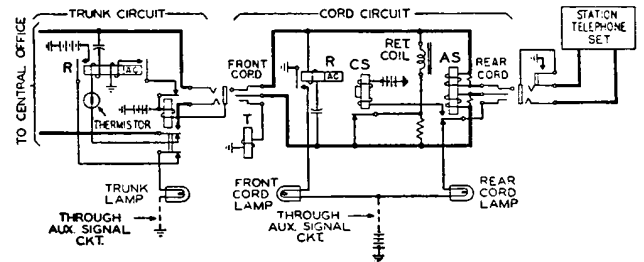 TRUNK CIRCUIT
CORD CIRCUIT
STATION
TELEPHONE
SET
TO CENTRAL OFFICE
R
AC
THERMISTOR
FRONT
CORD
T
R
AC
CS
RET
COIL
AS
REAR
CORD
TRUNK
LAMP
THROUGH
AUX. SIGNAL
CKT.
FRONT
CORD
LAMP
THROUGH
AUX. SIGNAL
CKT.
REAR
CORD
LAMP